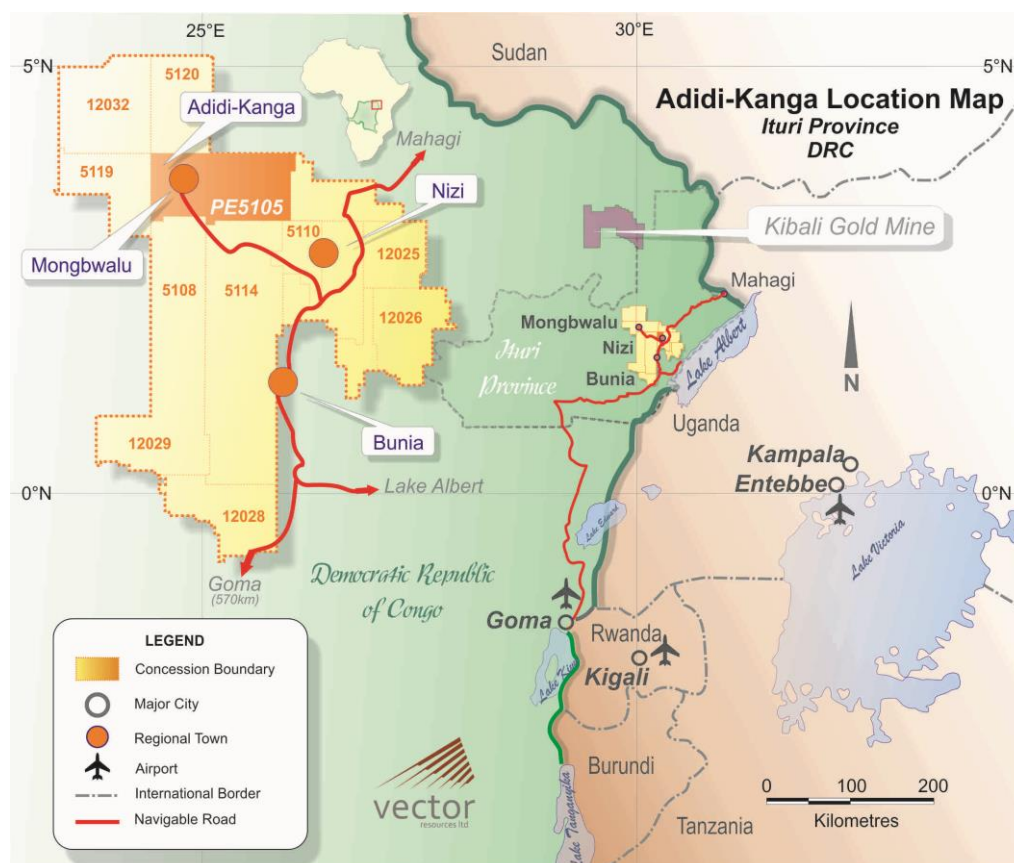 25°E
30°E
5°N
5°N
Sudan
Adidi-Kanga Location Map
Ituri Province
DRC
5120
12032
Adidi-Kanga
Mahagi
5119
PE5105
Nizi
Kibali Gold Mine
5110
Mongbwalu
12025
5108
5114
12026
Mahagi
Mongbwalu
Nizi
Bunia
Ituri
Province
Lake Albert
N
Uganda
Bunia
12029
Kampala
Entebbe
Lake Albert
0°N
0°N
12028
Lake Edward
Lake Victoria
Goma
(570km)
Democratic Republic
of Congo
Goma
Rwanda
Kigali
Lake Kivu
LEGEND
Concession Boundary
Major City
Regional Town
Airport
International Border
Navigable Road
vector
resources ltd
Burundi
Lake Tanganyika
Tanzania
0 100 200
Kilometres